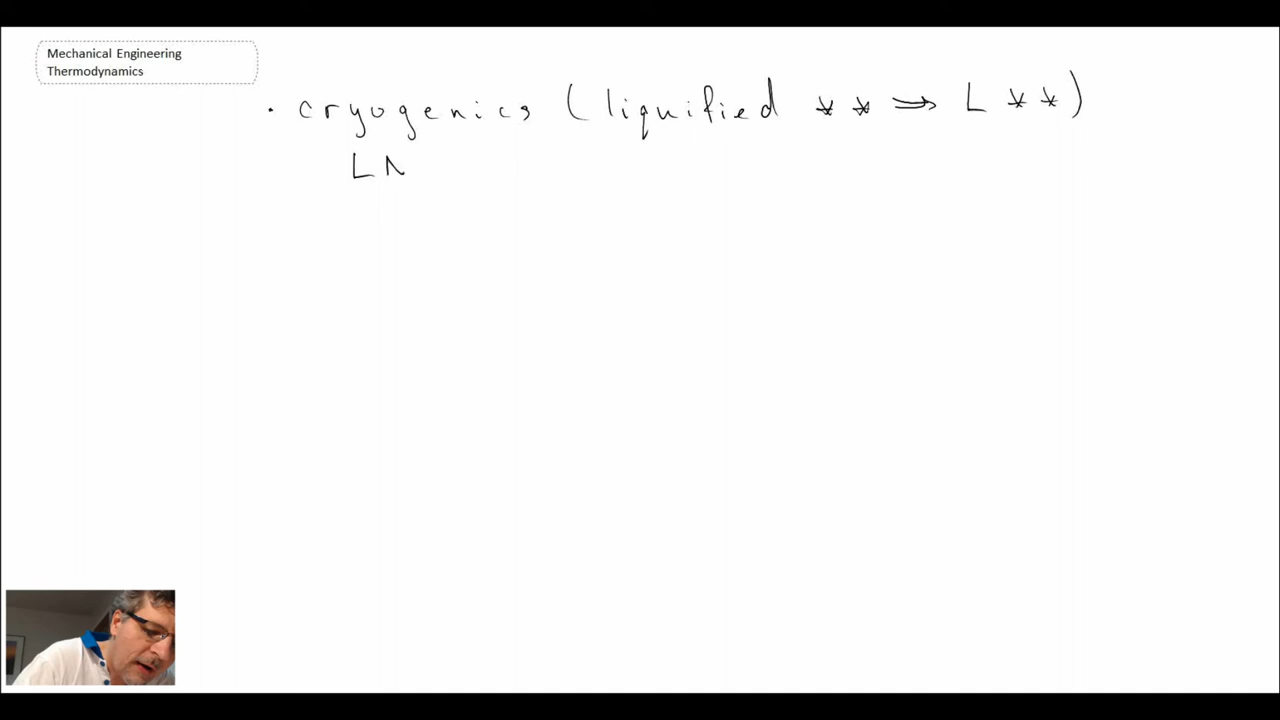 Mechanical Engineering
Thermodynamics
· cryogenics (liquified ** ⇒ L **)
LN